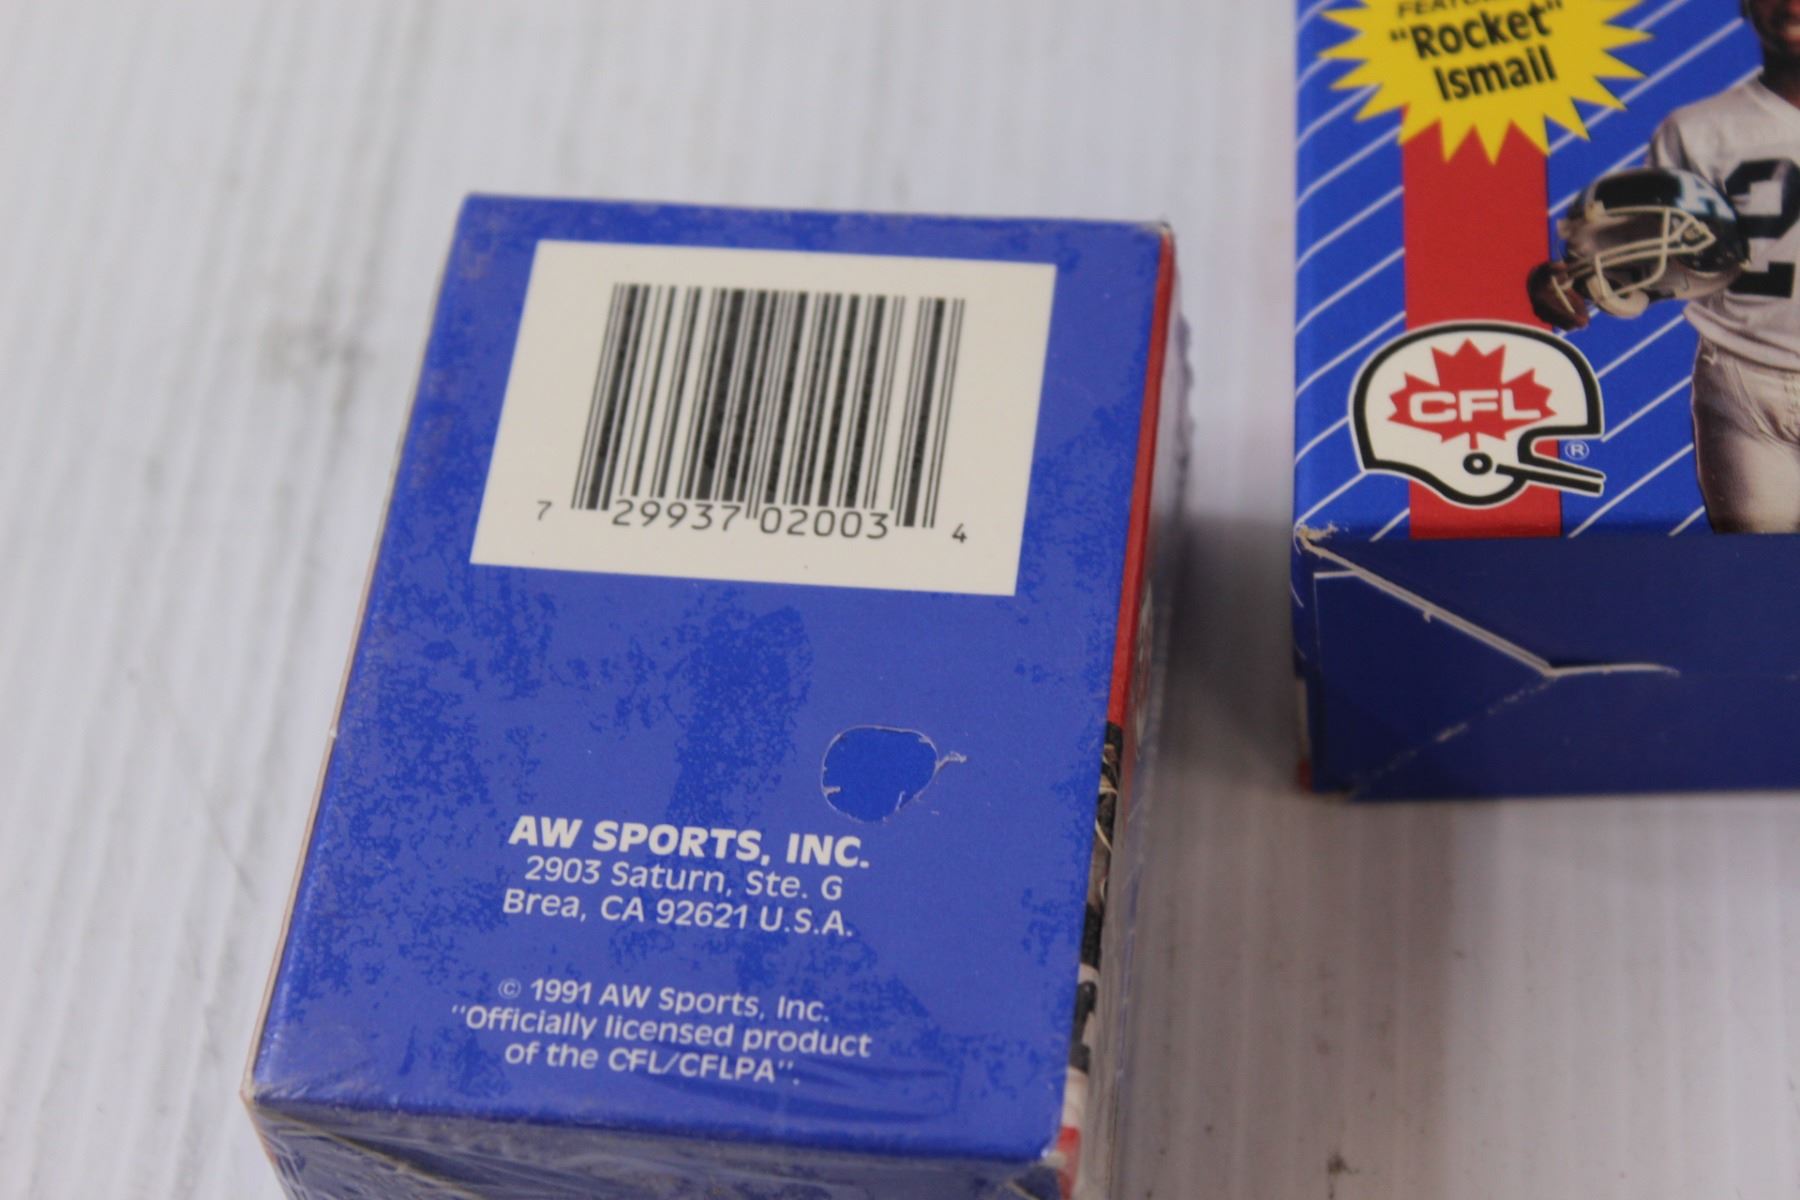 7 29937 02003 4
AW SPORTS, INC.
2903 Saturn, Ste. G
Brea, CA 92621 U.S.A.
© 1991 AW Sports, Inc.
"Officially licensed product
of the CFL/CFLPA".
"Rocket"
Ismail
CFL
®
12